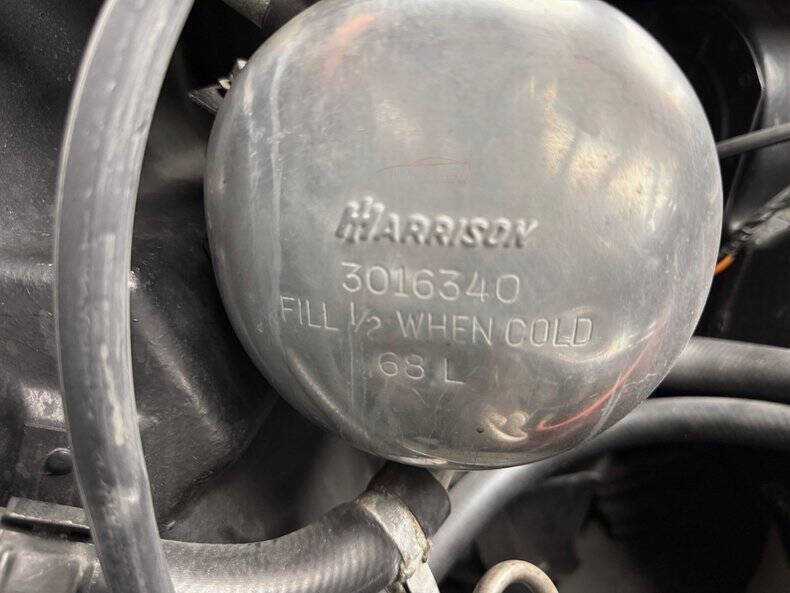 HARRISON
3016340
FILL 1/2 WHEN COLD
68 L